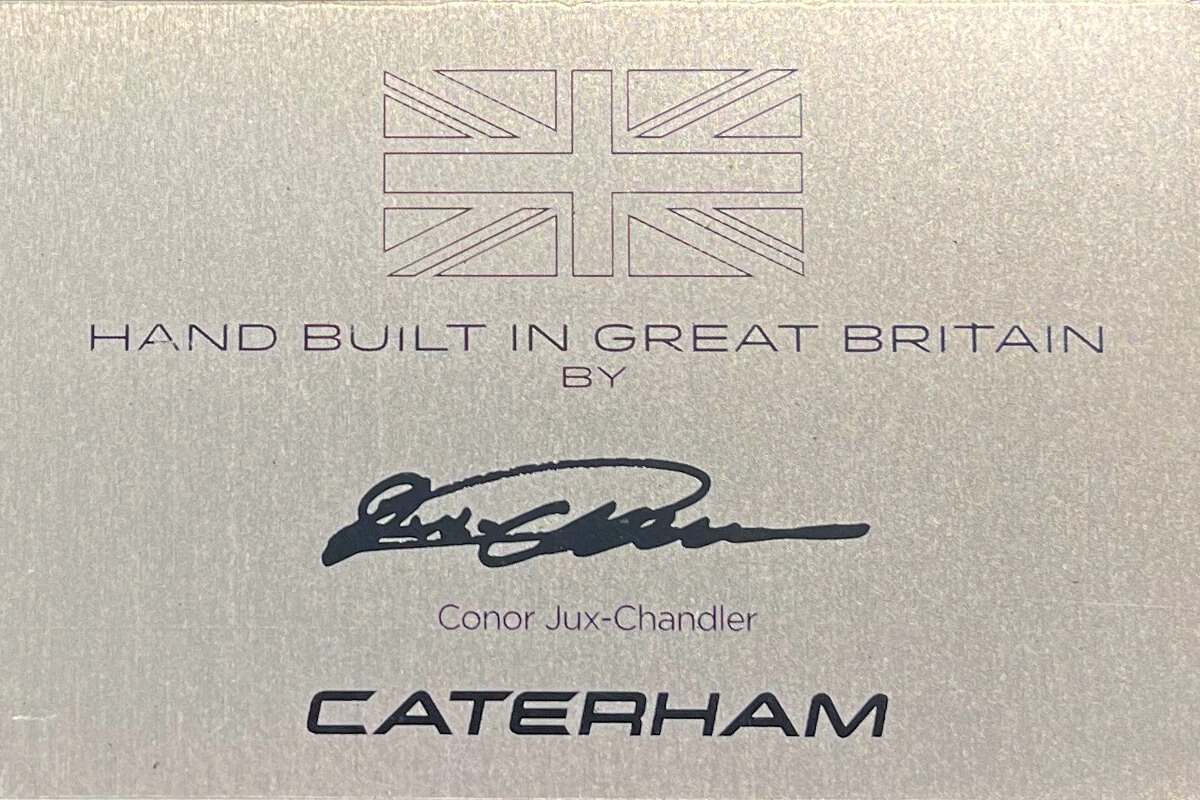 HAND BUILT IN GREAT BRITAIN
BY
Conor Jux-Chandler
CATERHAM